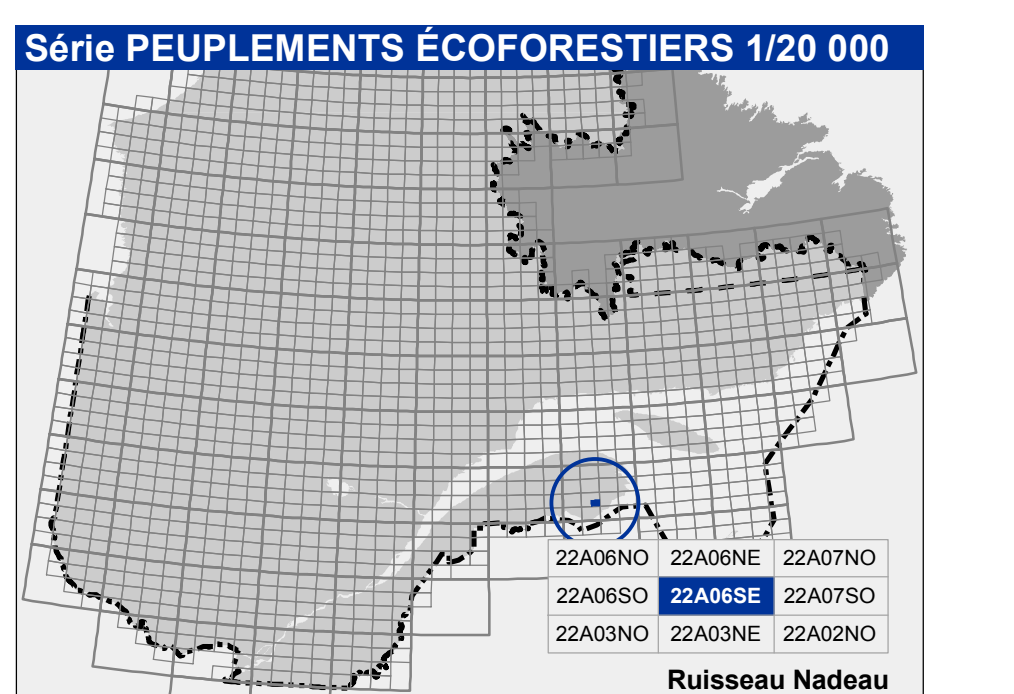 Série PEUPLEMENTS ÉCOFORESTIERS 1/20 000
22A06NO 22A06NE 22A07NO
22A06SO 22A06SE 22A07SO
22A03NO 22A03NE 22A02NO
Ruisseau Nadeau